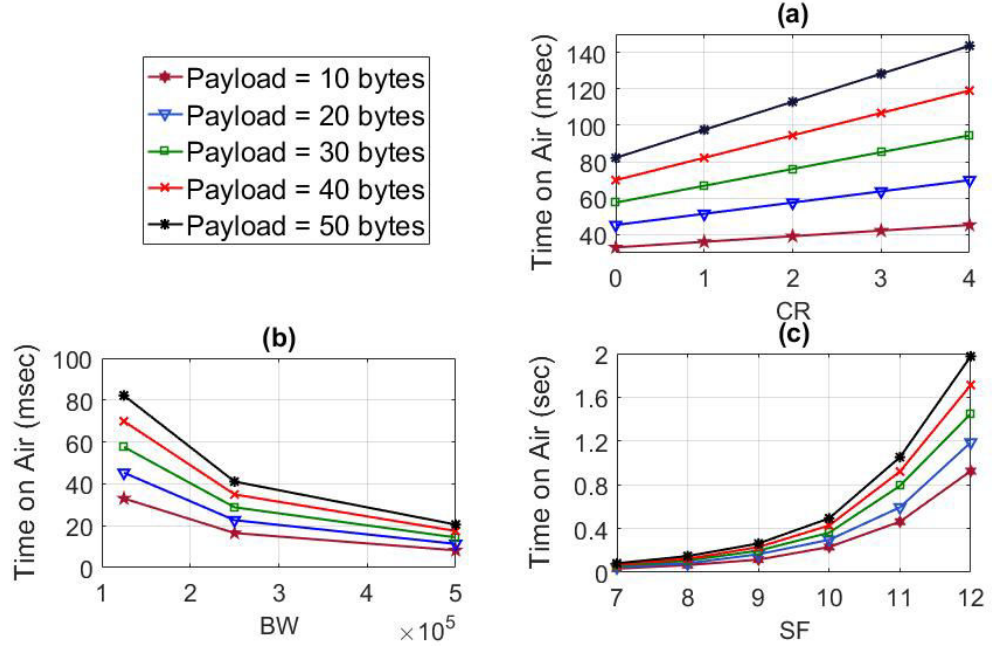 Payload = 10 bytes
Payload = 20 bytes
Payload = 30 bytes
Payload = 40 bytes
Payload = 50 bytes
(a)
Time on Air (msec)
140
120
100
80
60
40
0 1 2 3 4
CR
(b)
Time on Air (msec)
100
80
60
40
20
0
1 2 3 4 5
BW ×10⁵
(c)
Time on Air (sec)
2
1.6
1.2
0.8
0.4
0
7 8 9 10 11 12
SF